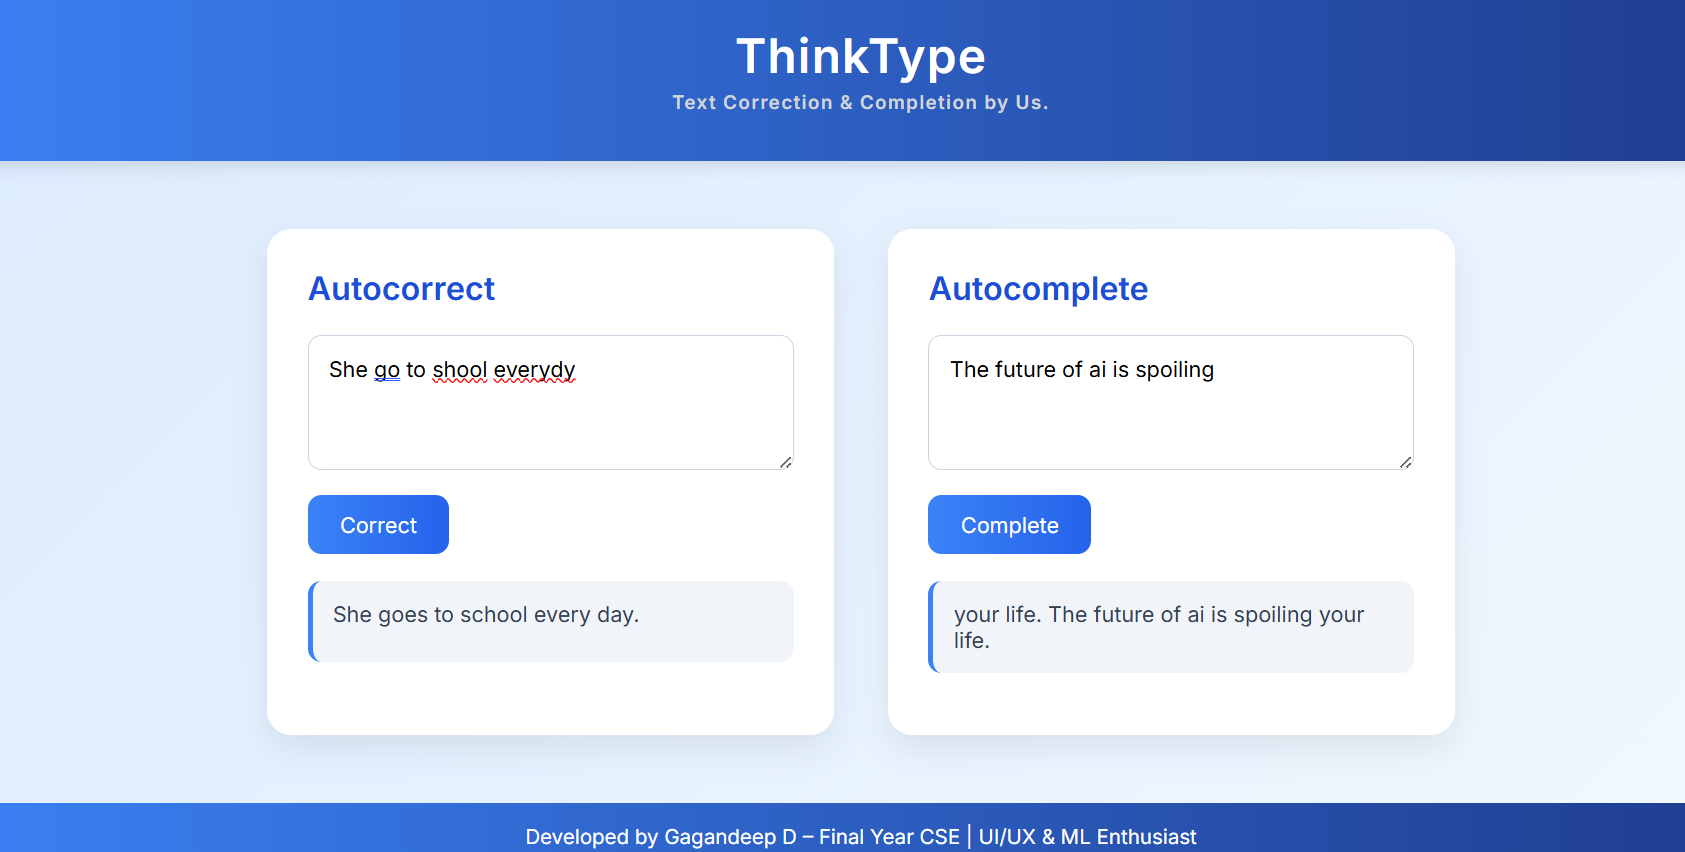 ThinkType
Text Correction & Completion by Us.
Autocorrect
She go to shool everydy
Correct
She goes to school every day.
Autocomplete
The future of ai is spoiling
Complete
your life. The future of ai is spoiling your
life.
Developed by Gagandeep D – Final Year CSE | UI/UX & ML Enthusiast